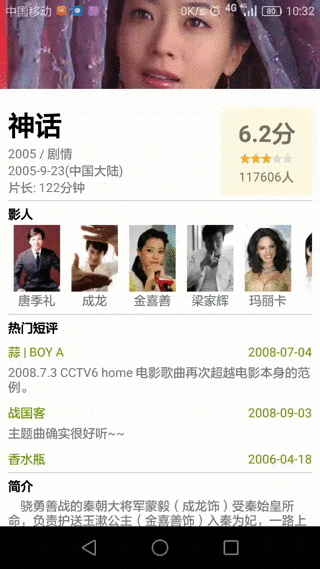 中国移动 0K/s 4G 4G 80 10:32
神话
6.2分
2005 / 剧情
2005-9-23(中国大陆)
片长: 122分钟
117606人
影人
唐季礼 成龙 金喜善 梁家辉 玛丽卡
热门短评
蒜 | BOY A 2008-07-04
2008.7.3 CCTV6 home 电影歌曲再次超越电影本身的范
例。
战国客 2008-09-03
主题曲确实很好听~~
香水瓶 2006-04-18
简介
骁勇善战的秦朝大将军蒙毅（成龙饰）受秦始皇所
命，负责护送玉漱公主（金喜善饰）入秦为妃，一路上